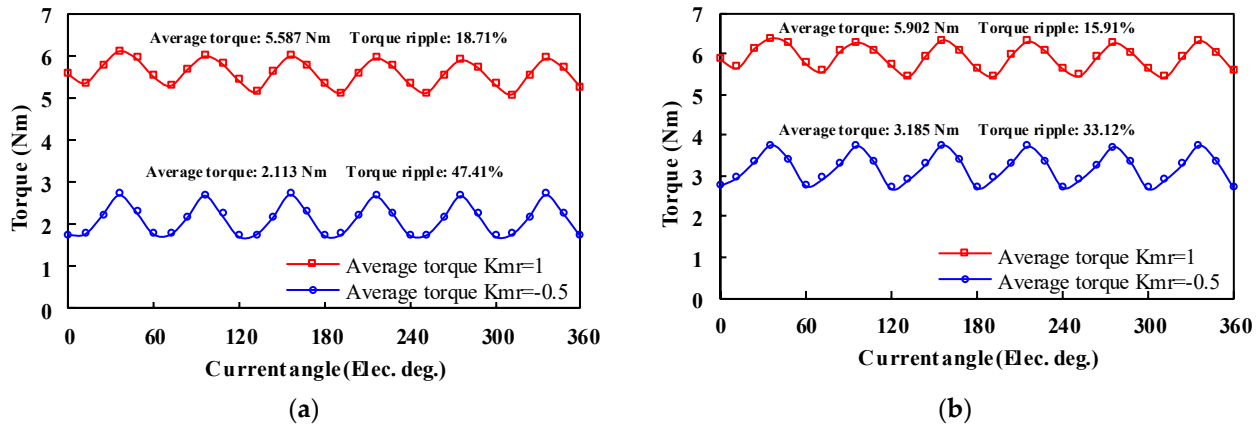 7
6
5
4
3
2
1
0
Torque (Nm)
Average torque: 5.587 Nm Torque ripple: 18.71%
Average torque: 2.113 Nm Torque ripple: 47.41%
Average torque Kmr=1
Average torque Kmr=-0.5
0 60 120 180 240 300 360
Current angle (Elec. deg.)
(a)
7
6
5
4
3
2
1
0
Torque (Nm)
Average torque: 5.902 Nm Torque ripple: 15.91%
Average torque: 3.185 Nm Torque ripple: 33.12%
Average torque Kmr=1
Average torque Kmr=-0.5
0 60 120 180 240 300 360
Current angle (Elec. deg.)
(b)